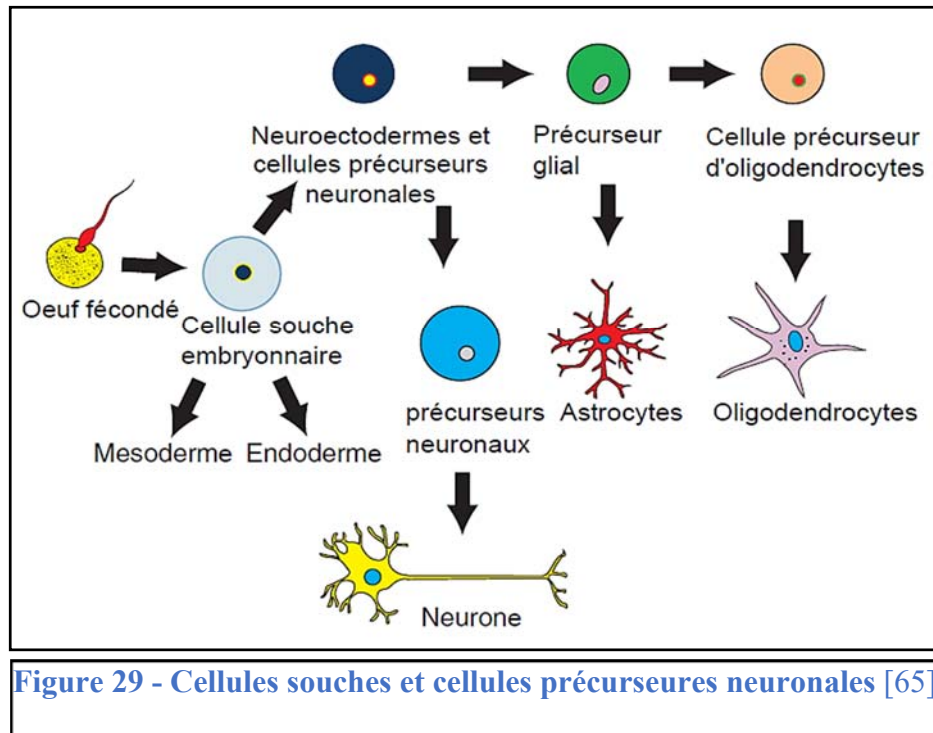 Neuroectodermes et
cellules précurseurs
neuronales
Précurseur
glial
Cellule précurseur
d'oligodendrocytes
Oeuf fécondé
Cellule souche
embryonnaire
Mesoderme
Endoderme
précurseurs
neuronaux
Astrocytes
Oligodendrocytes
Neurone
Figure 29 - Cellules souches et cellules précurseures neuronales [65]